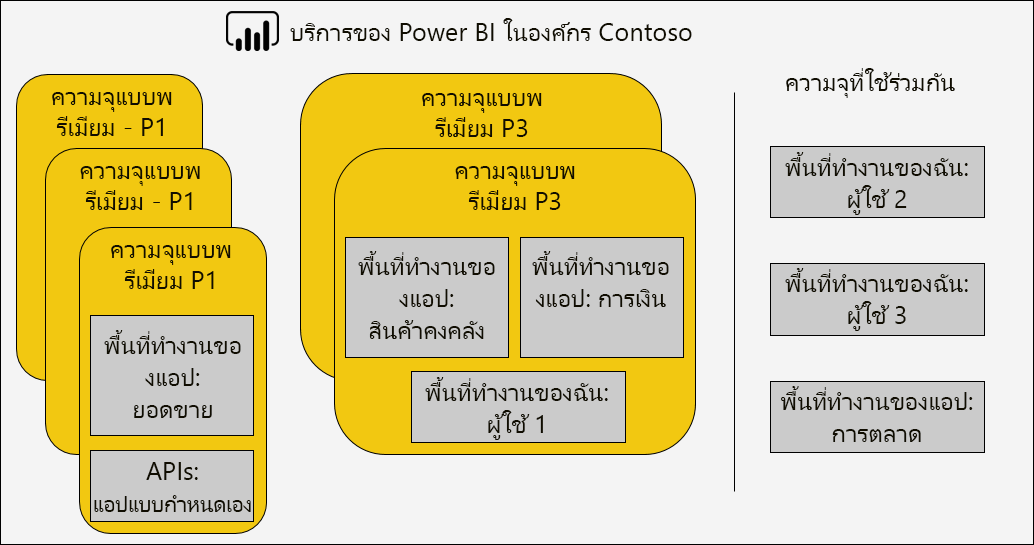 บริการของ Power BI ในองค์กร Contoso
ความจุแบบพ
รีเมียม - P1
ความจุแบบพ
รีเมียม - P1
ความจุแบบพ
รีเมียม P1
พื้นที่ทำงานขอ
งแอป:
ยอดขาย
APIs:
แอปแบบกำหนดเอง
ความจุแบบพ
รีเมียม P3
ความจุแบบพ
รีเมียม P3
พื้นที่ทำงานขอ
งแอป:
สินค้าคงคลัง
พื้นที่ทำงานขอ
งแอป: การเงิน
พื้นที่ทำงานของฉัน:
ผู้ใช้ 1
ความจุที่ใช้ร่วมกัน
พื้นที่ทำงานของฉัน:
ผู้ใช้ 2
พื้นที่ทำงานของฉัน:
ผู้ใช้ 3
พื้นที่ทำงานของแอป:
การตลาด